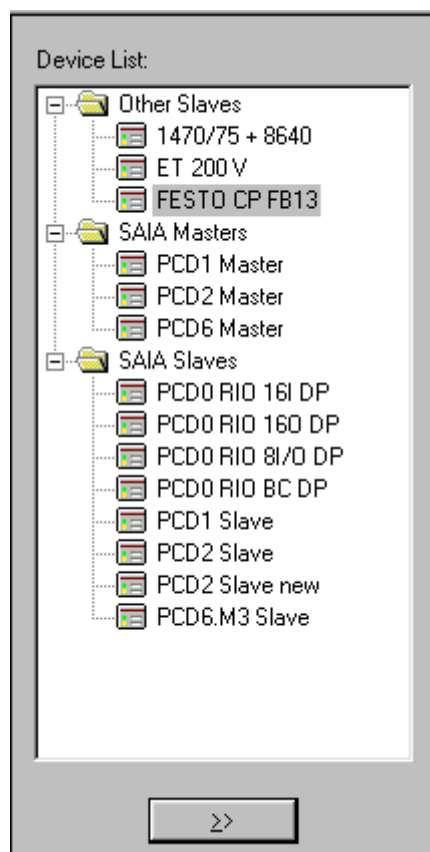 Device List:
Other Slaves
1470/75 + 8640
ET 200 V
FESTO CP FB13
SAIA Masters
PCD1 Master
PCD2 Master
PCD6 Master
SAIA Slaves
PCD0 RIO 16I DP
PCD0 RIO 16O DP
PCD0 RIO 8I/O DP
PCD0 RIO BC DP
PCD1 Slave
PCD2 Slave
PCD2 Slave new
PCD6.M3 Slave
>>